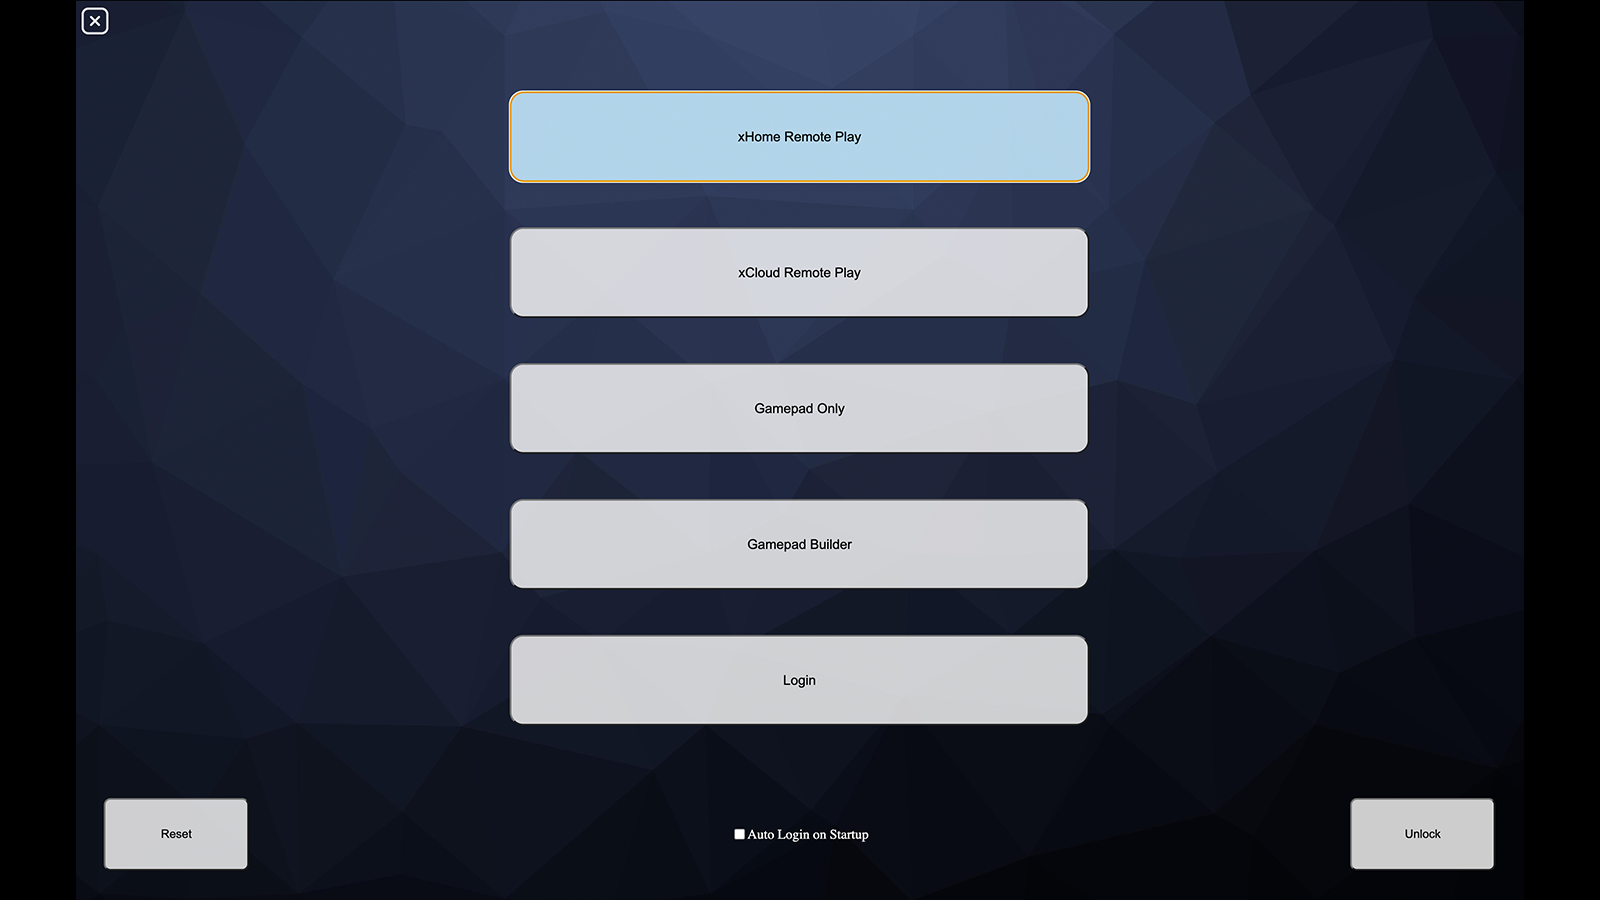 xHome Remote Play
xCloud Remote Play
Gamepad Only
Gamepad Builder
Login
Reset
Auto Login on Startup
Unlock